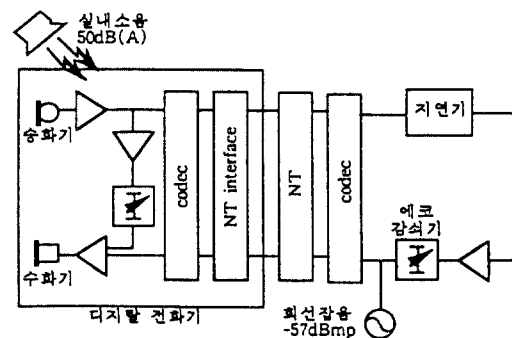 실내소음
50dB(A)
송화기
수화기
codec
NT interface
NT
codec
지연기
에코
감쇠기
회선잡음
-57dBmp
디지탈 전화기